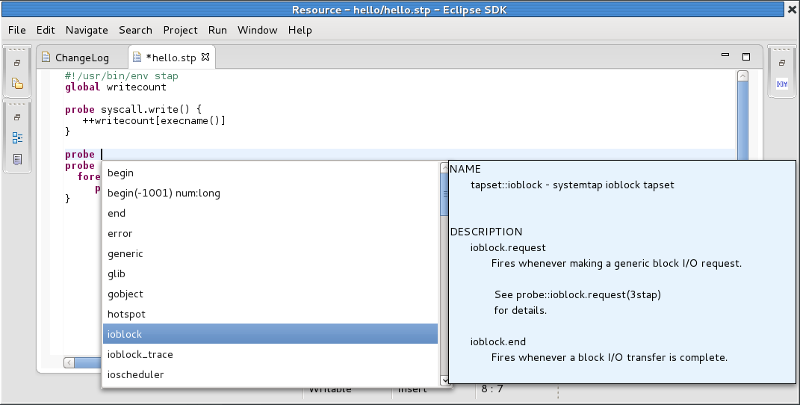 Resource - hello/hello.stp - Eclipse SDK
File Edit Navigate Search Project Run Window Help
ChangeLog *hello.stp
#!/usr/bin/env stap
global writecount
probe syscall.write() {
++writecount[execname()]
}
probe
probe
fore
p
}
begin
begin(-1001) num:long
end
error
generic
glib
gobject
hotspot
ioblock
ioblock_trace
ioscheduler
NAME
tapset::ioblock - systemtap ioblock tapset
DESCRIPTION
ioblock.request
Fires whenever making a generic block I/O request.
See probe::ioblock.request(3stap)
for details.
ioblock.end
Fires whenever a block I/O transfer is complete.
Writable Insert 8 : 7